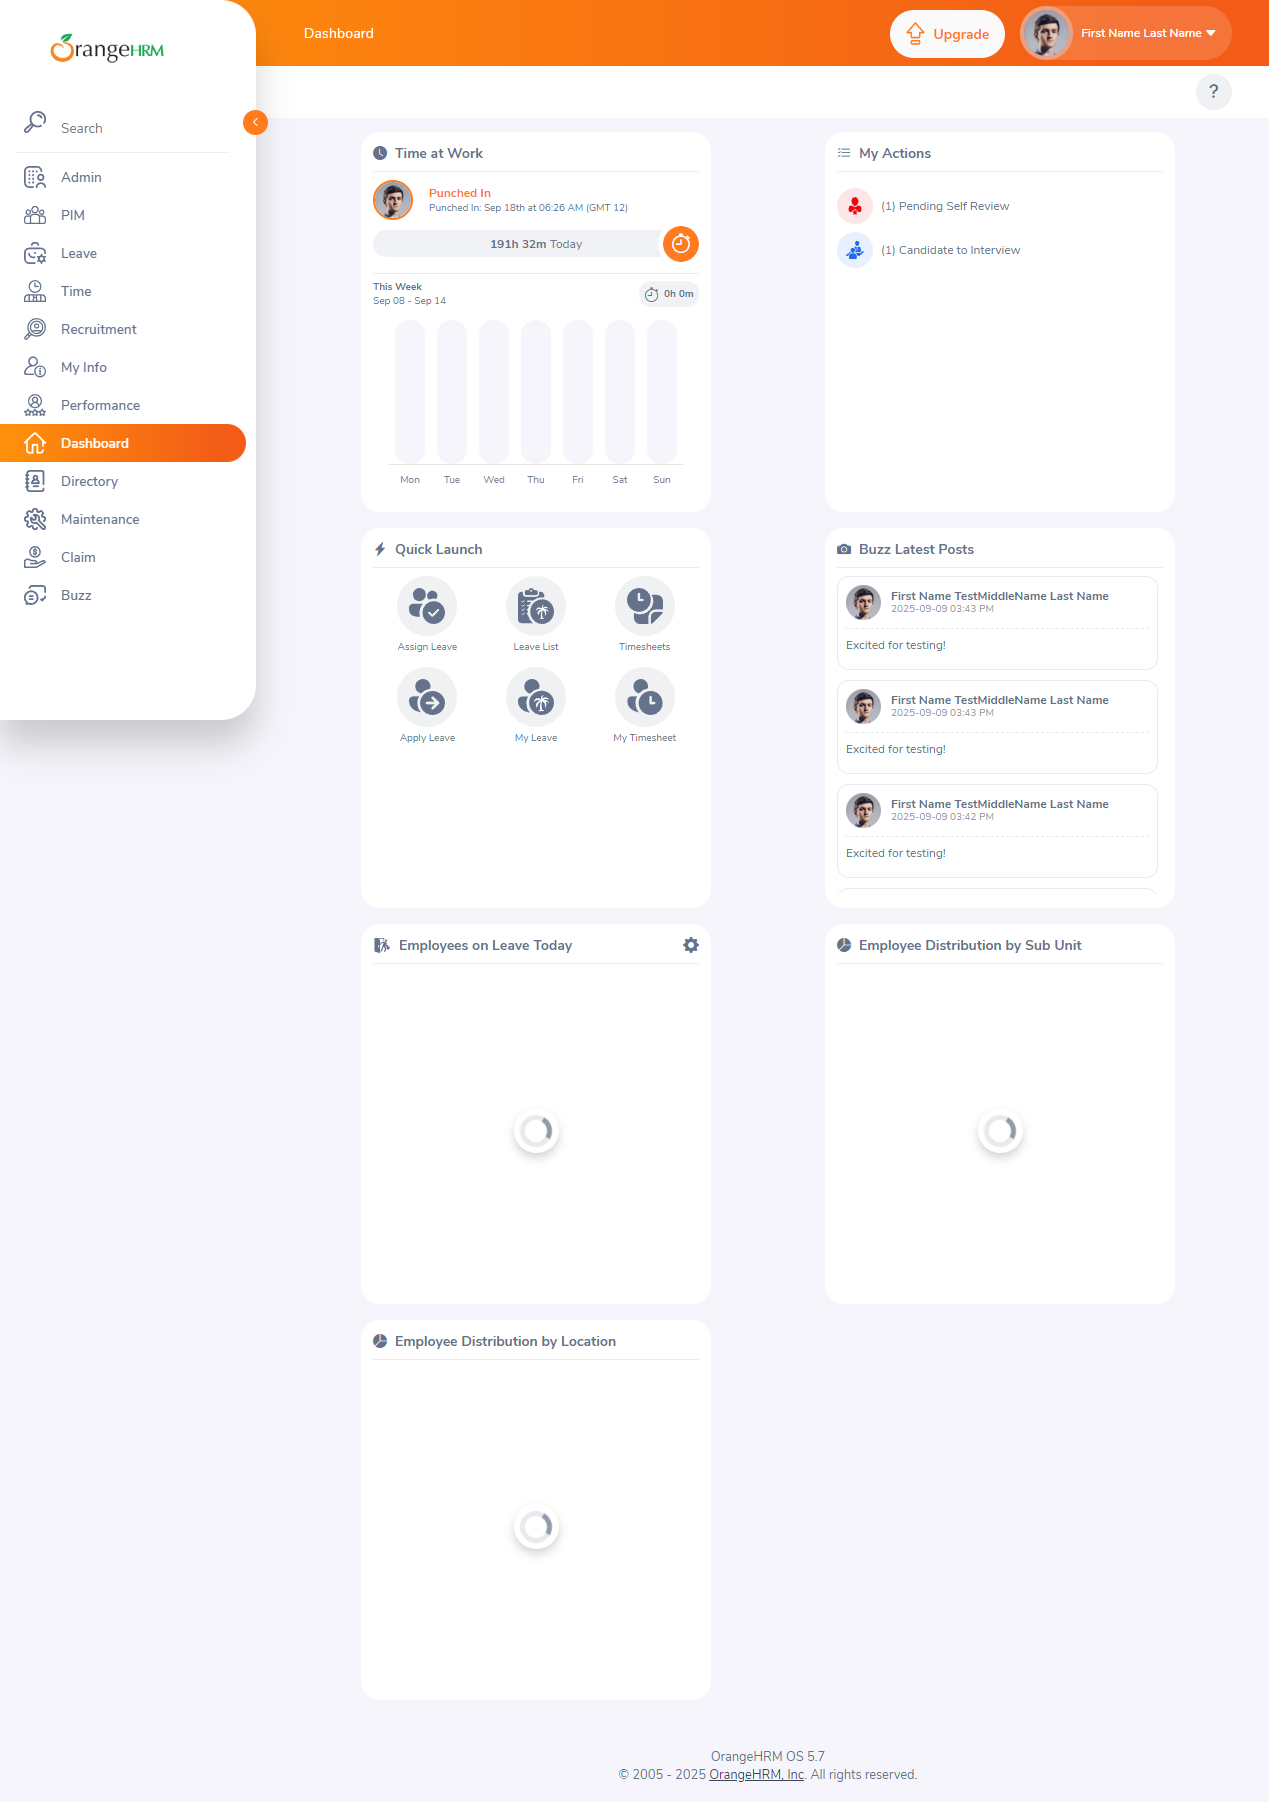 OrangeHRM
Dashboard
Upgrade
First Name Last Name
?
Search
Admin
PIM
Leave
Time
Recruitment
My Info
Performance
Dashboard
Directory
Maintenance
Claim
Buzz
Time at Work
Punched In
Punched In: Sep 18th at 06:26 AM (GMT 12)
191h 32m Today
This Week
Sep 08 - Sep 14
0h 0m
Mon Tue Wed Thu Fri Sat Sun
My Actions
(1) Pending Self Review
(1) Candidate to Interview
Quick Launch
Assign Leave Leave List Timesheets
Apply Leave My Leave My Timesheet
Buzz Latest Posts
First Name TestMiddleName Last Name
2025-09-09 03:43 PM
Excited for testing!
First Name TestMiddleName Last Name
2025-09-09 03:43 PM
Excited for testing!
First Name TestMiddleName Last Name
2025-09-09 03:42 PM
Excited for testing!
Employees on Leave Today
Employee Distribution by Sub Unit
Employee Distribution by Location
OrangeHRM OS 5.7
© 2005 - 2025 OrangeHRM, Inc. All rights reserved.